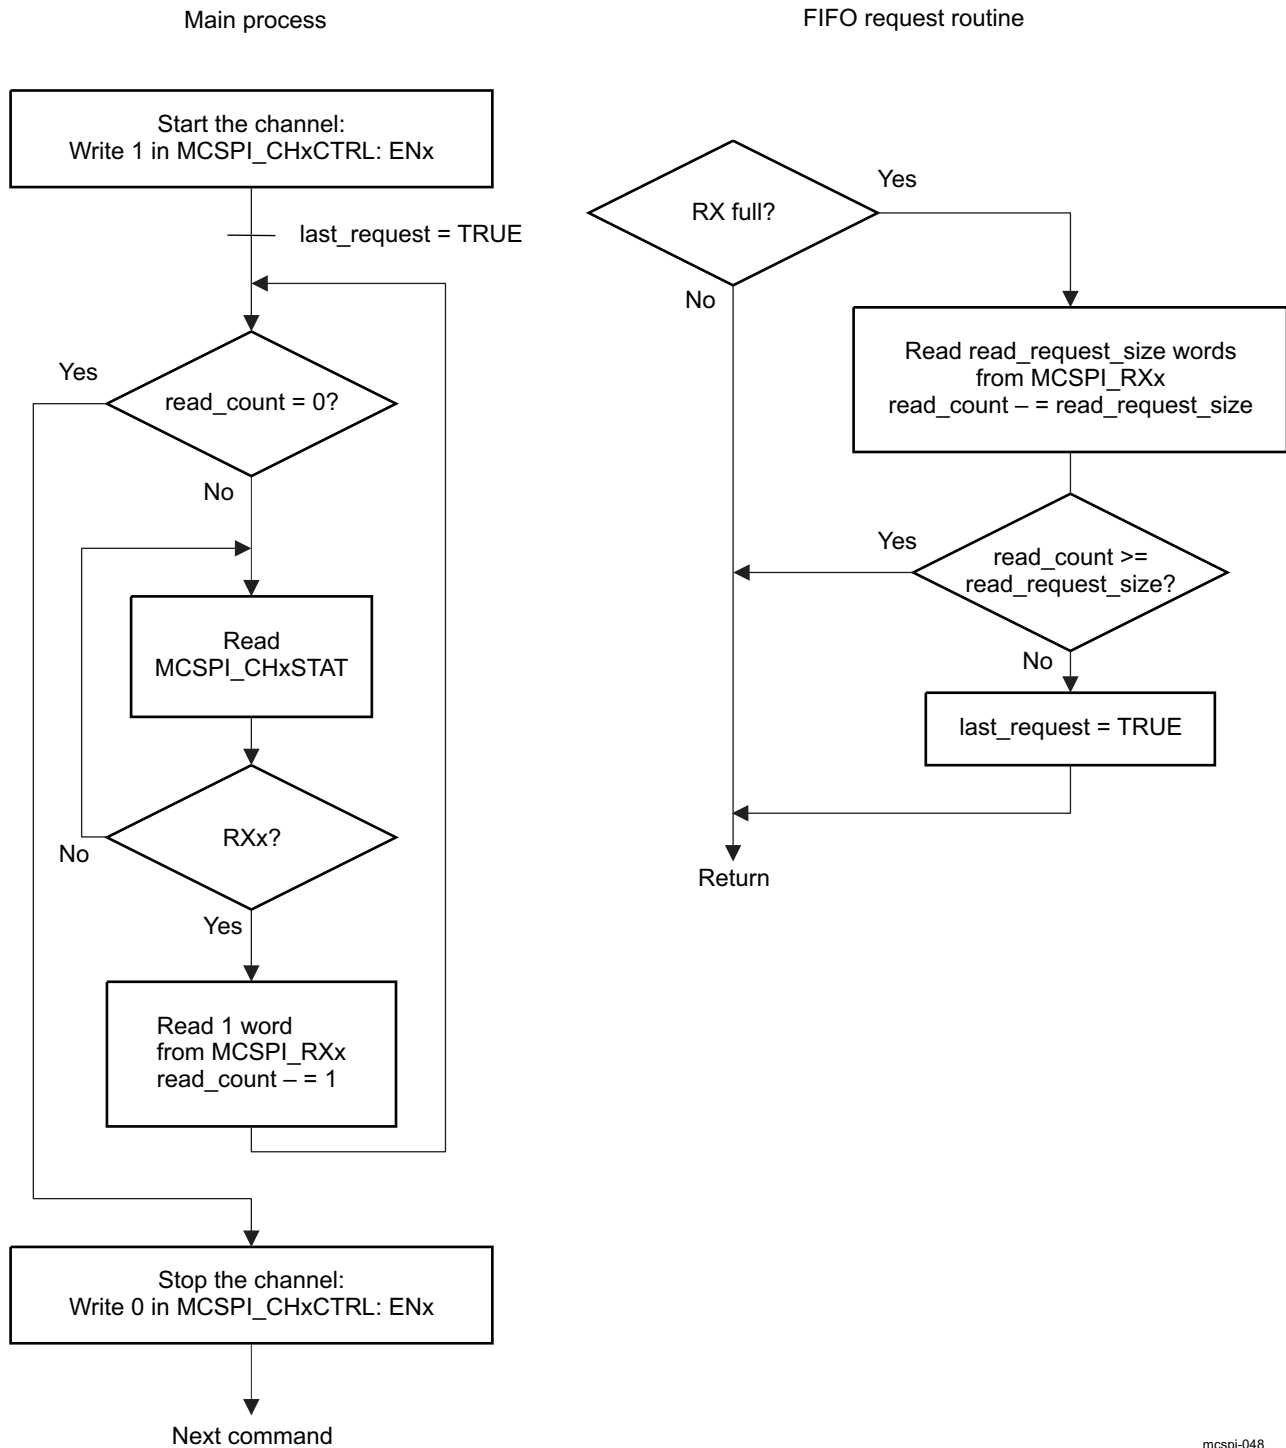 Main process
Start the channel:
Write 1 in MCSPI_CHxCTRL: ENx
last_request = TRUE
Yes
read_count = 0?
No
Read
MCSPI_CHxSTAT
RXx?
No
Yes
Read 1 word
from MCSPI_RXx
read_count – = 1
Stop the channel:
Write 0 in MCSPI_CHxCTRL: ENx
Next command
FIFO request routine
RX full?
Yes
No
Read read_request_size words
from MCSPI_RXx
read_count – = read_request_size
Yes
read_count >=
read_request_size?
No
last_request = TRUE
Return
mcspi-048